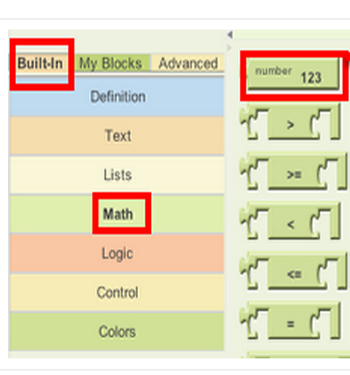 Built-In My Blocks Advanced
Definition
Text
Lists
Math
Logic
Control
Colors
number 123
>
>=
<
<=
=